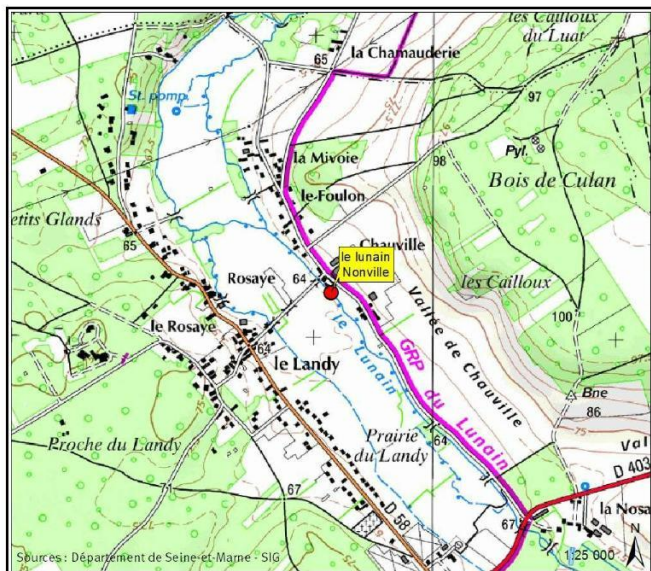 les Cailloux
du Luat
la Chamauderie
65
97
St. pomp.
62,5
la Mivoie
Pyl.
98
le Foulon
Bois de Culan
etits Glands
65
Chauville
le lunain
Nonville
Rosaye
64
les Cailloux
Vallée de Chauville
le Rosaye
64
100
le Landy
le Lunain
GRP du Lunain
Bne
86
75
Prairie
du Landy
Proche du Landy
64
Val
D 403
71
67
D 58
67
la Nosa
N
Sources : Département de Seine-et-Marne - SIG
1:25 000